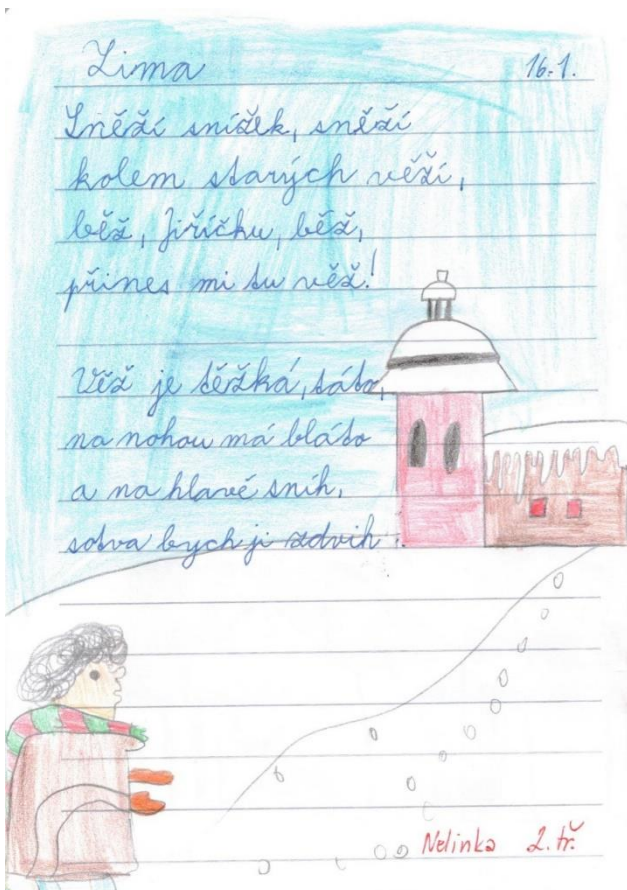 Zima 16.1.
Sněží snížek, sněží
kolem starých věží,
běž, Jiříčku, běž,
přines mi tu věž!
Věž je těžká, táto,
na nohou má bláto
a na hlavě sníh,
sotva bych ji zdvih.
Nelinka 2. tř.